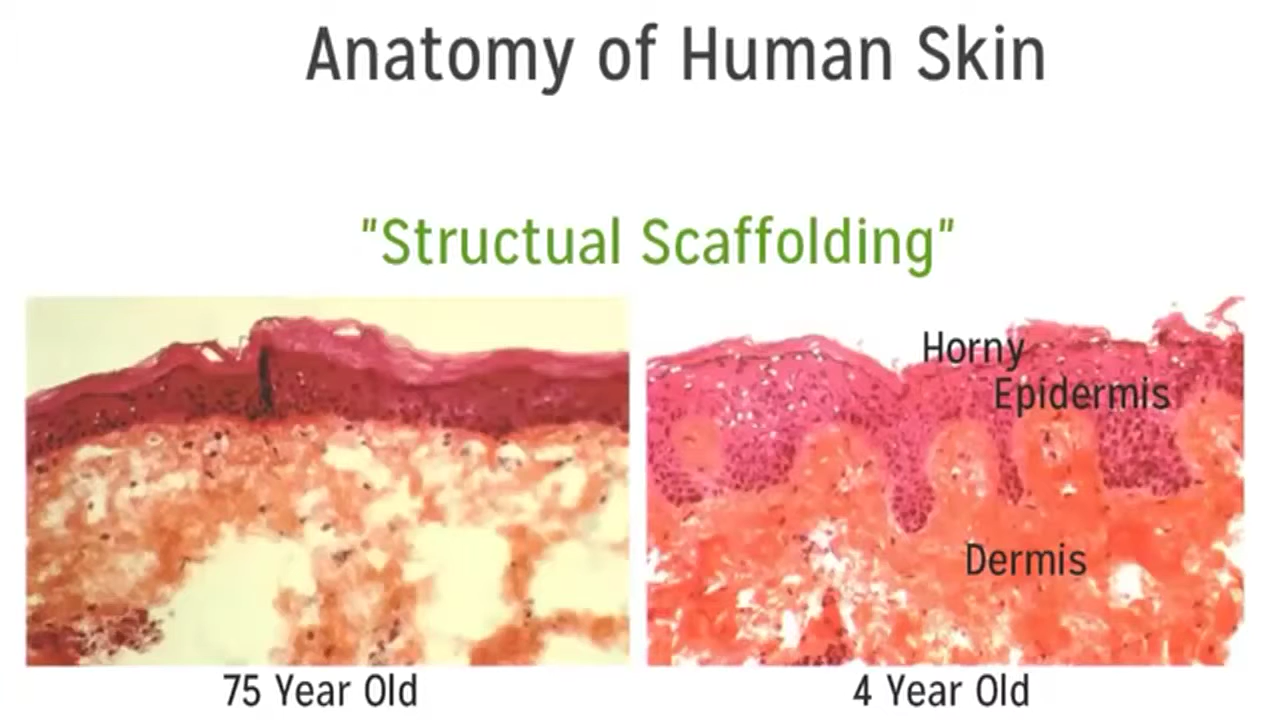 Anatomy of Human Skin
"Structual Scaffolding"
Horny
Epidermis
Dermis
75 Year Old
4 Year Old